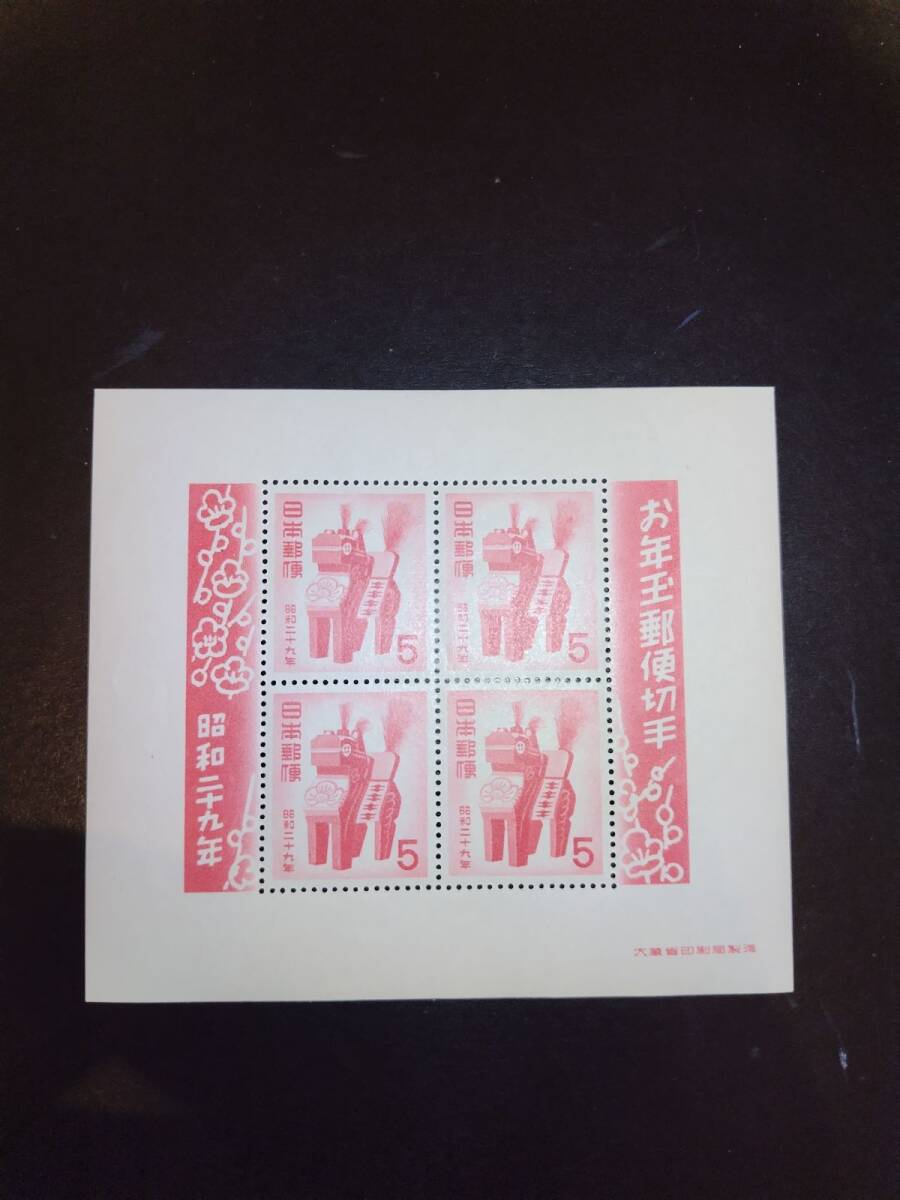 お年玉郵便切手
日本郵便
昭和二十九年
5
日本郵便
昭和二十九年
5
日本郵便
昭和二十九年
5
日本郵便
昭和二十九年
5
昭和二十九年
大蔵省印刷局製造